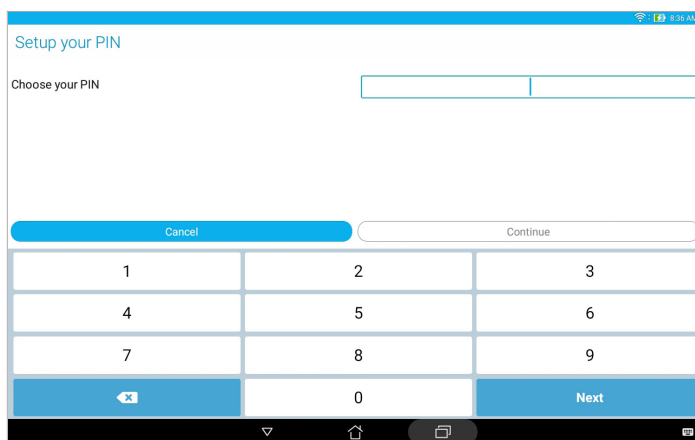 8:36 AM
Setup your PIN
Choose your PIN
Cancel Continue
1 2 3
4 5 6
7 8 9
0 Next